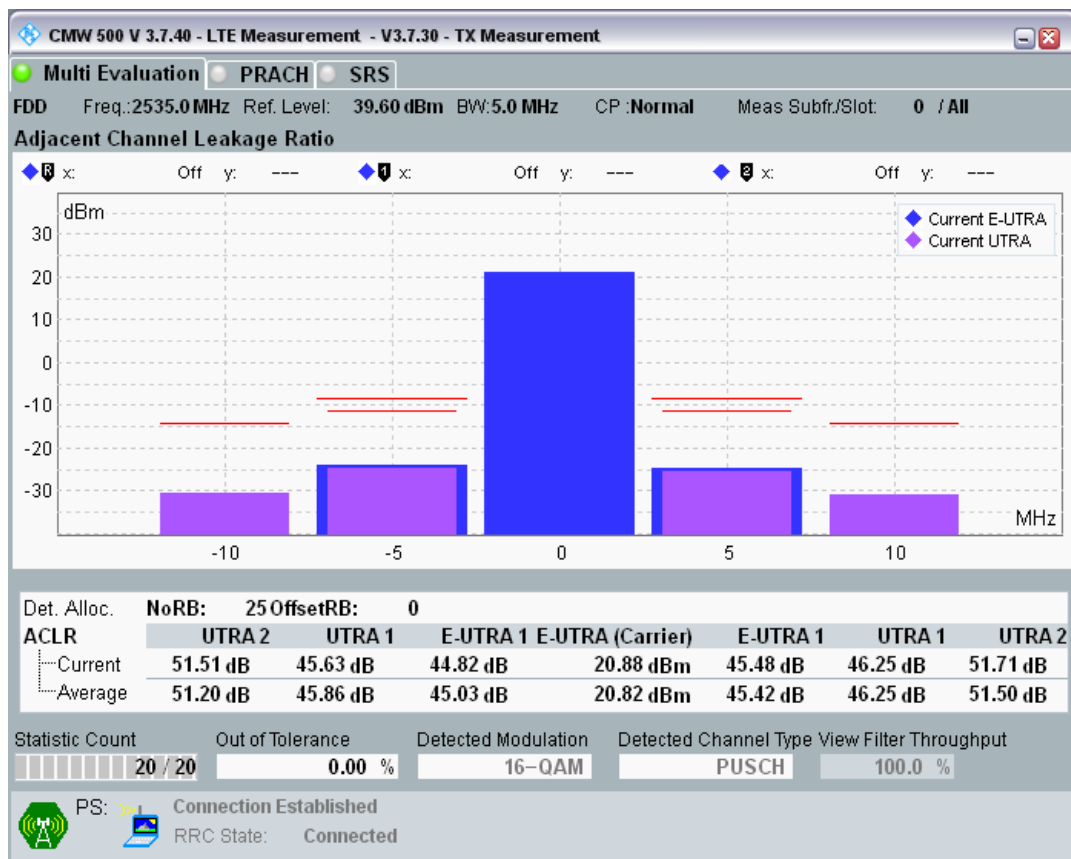 CMW 500 V 3.7.40 - LTE Measurement - V3.7.30 - TX Measurement
Multi Evaluation PRACH SRS
FDD Freq.:2535.0 MHz Ref. Level: 39.60 dBm BW:5.0 MHz CP :Normal Meas Subfr./Slot: 0 / All
Adjacent Channel Leakage Ratio
R x: Off y: --- 1 x: Off y: --- 2 x: Off y: ---
dBm
Current E-UTRA
Current UTRA
30
20
10
0
-10
-20
-30
MHz
-10 -5 0 5 10
Det. Alloc. NoRB: 25 OffsetRB: 0
ACLR UTRA 2 UTRA 1 E-UTRA 1 E-UTRA (Carrier) E-UTRA 1 UTRA 1 UTRA 2
Current 51.51 dB 45.63 dB 44.82 dB 20.88 dBm 45.48 dB 46.25 dB 51.71 dB
Average 51.20 dB 45.86 dB 45.03 dB 20.82 dBm 45.42 dB 46.25 dB 51.50 dB
Statistic Count Out of Tolerance Detected Modulation Detected Channel Type View Filter Throughput
20 / 20 0.00 % 16-QAM PUSCH 100.0 %
PS: Connection Established
RRC State: Connected